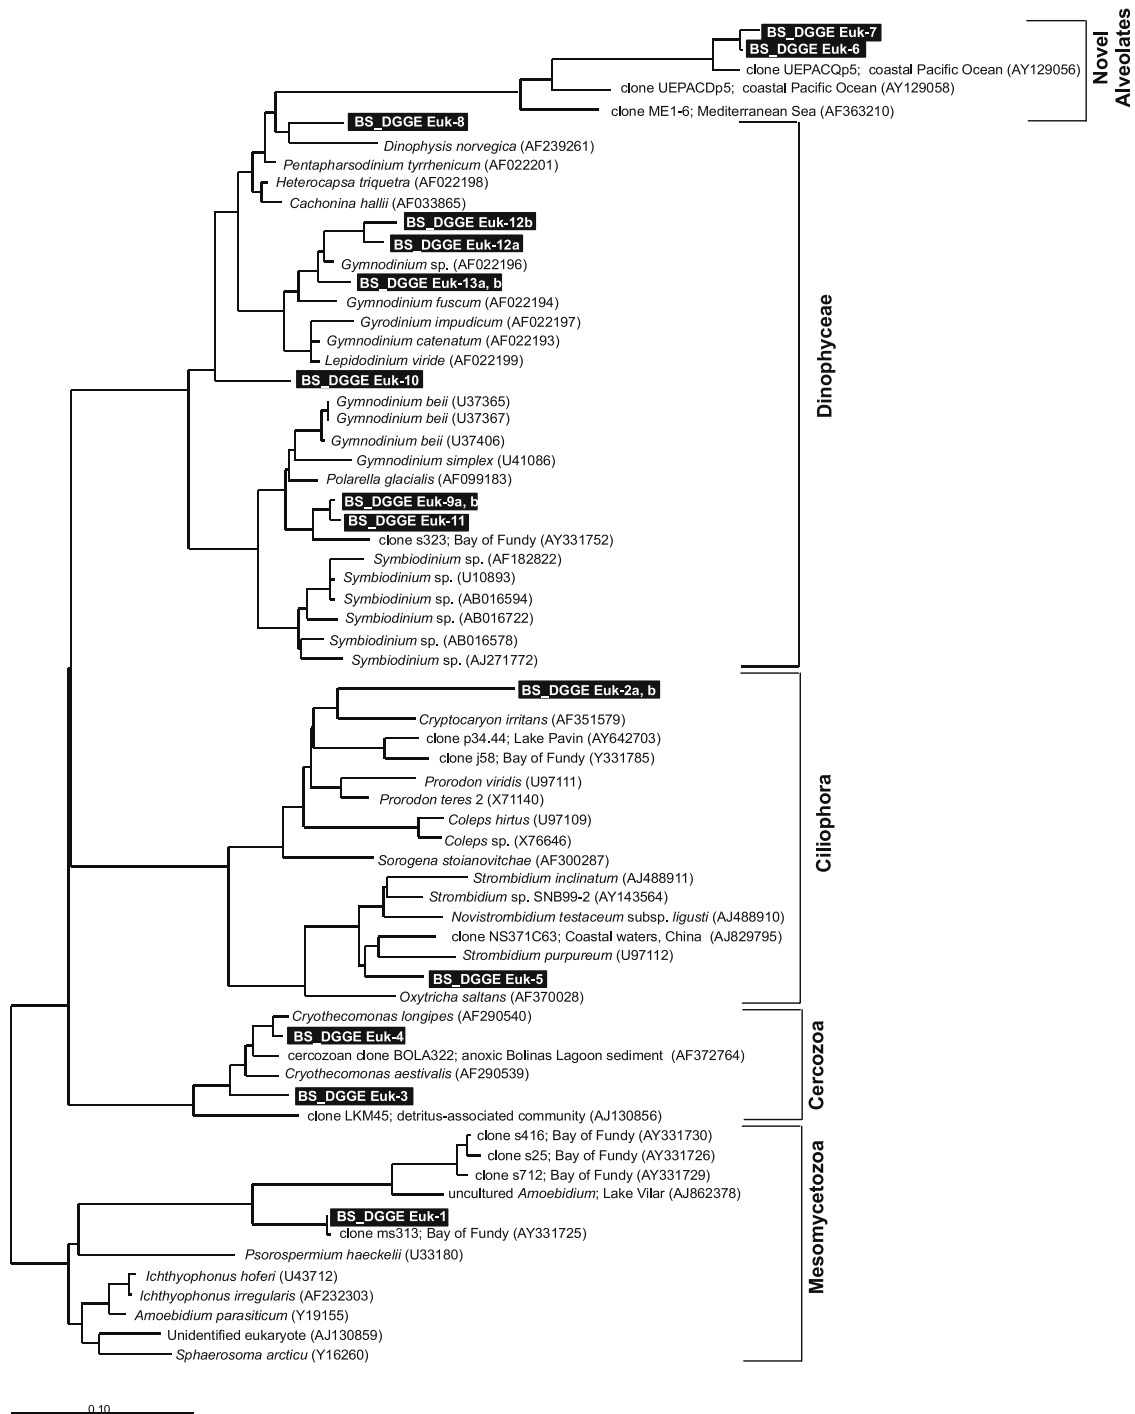 BS_DGGE Euk-7
BS_DGGE Euk-6
clone UEPACQp5; coastal Pacific Ocean (AY129056)
clone UEPACDp5; coastal Pacific Ocean (AY129058)
clone ME1-6; Mediterranean Sea (AF363210)
Novel
Alveolates
BS_DGGE Euk-8
Dinophysis norvegica (AF239261)
Pentapharsodinium tyrrhenicum (AF022201)
Heterocapsa triquetra (AF022198)
Cachonina hallii (AF033865)
BS_DGGE Euk-12b
BS_DGGE Euk-12a
Gymnodinium sp. (AF022196)
BS_DGGE Euk-13a, b
Gymnodinium fuscum (AF022194)
Gyrodinium impudicum (AF022197)
Gymnodinium catenatum (AF022193)
Lepidodinium viride (AF022199)
BS_DGGE Euk-10
Gymnodinium beii (U37365)
Gymnodinium beii (U37367)
Gymnodinium beii (U37406)
Gymnodinium simplex (U41086)
Polarella glacialis (AF099183)
BS_DGGE Euk-9a, b
BS_DGGE Euk-11
clone s323; Bay of Fundy (AY331752)
Symbiodinium sp. (AF182822)
Symbiodinium sp. (U10893)
Symbiodinium sp. (AB016594)
Symbiodinium sp. (AB016722)
Symbiodinium sp. (AB016578)
Symbiodinium sp. (AJ271772)
Dinophyceae
BS_DGGE Euk-2a, b
Cryptocaryon irritans (AF351579)
clone p34.44; Lake Pavin (AY642703)
clone j58; Bay of Fundy (Y331785)
Prorodon viridis (U97111)
Prorodon teres 2 (X71140)
Coleps hirtus (U97109)
Coleps sp. (X76646)
Sorogena stoianovitchae (AF300287)
Strombidium inclinatum (AJ488911)
Strombidium sp. SNB99-2 (AY143564)
Novistrombidium testaceum subsp. ligusti (AJ488910)
clone NS371C63; Coastal waters, China (AJ829795)
Strombidium purpureum (U97112)
BS_DGGE Euk-5
Oxytricha saltans (AF370028)
Ciliophora
Cryothecomonas longipes (AF290540)
BS_DGGE Euk-4
cercozoan clone BOLA322; anoxic Bolinas Lagoon sediment (AF372764)
Cryothecomonas aestivalis (AF290539)
BS_DGGE Euk-3
clone LKM45; detritus-associated community (AJ130856)
Cercozoa
clone s416; Bay of Fundy (AY331730)
clone s25; Bay of Fundy (AY331726)
clone s712; Bay of Fundy (AY331729)
uncultured Amoebidium; Lake Vilar (AJ862378)
BS_DGGE Euk-1
clone ms313; Bay of Fundy (AY331725)
Psorospermium haeckelii (U33180)
Ichthyophonus hoferi (U43712)
Ichthyophonus irregularis (AF232303)
Amoebidium parasiticum (Y19155)
Unidentified eukaryote (AJ130859)
Sphaerosoma arcticu (Y16260)
Mesomycetozoa
0.10